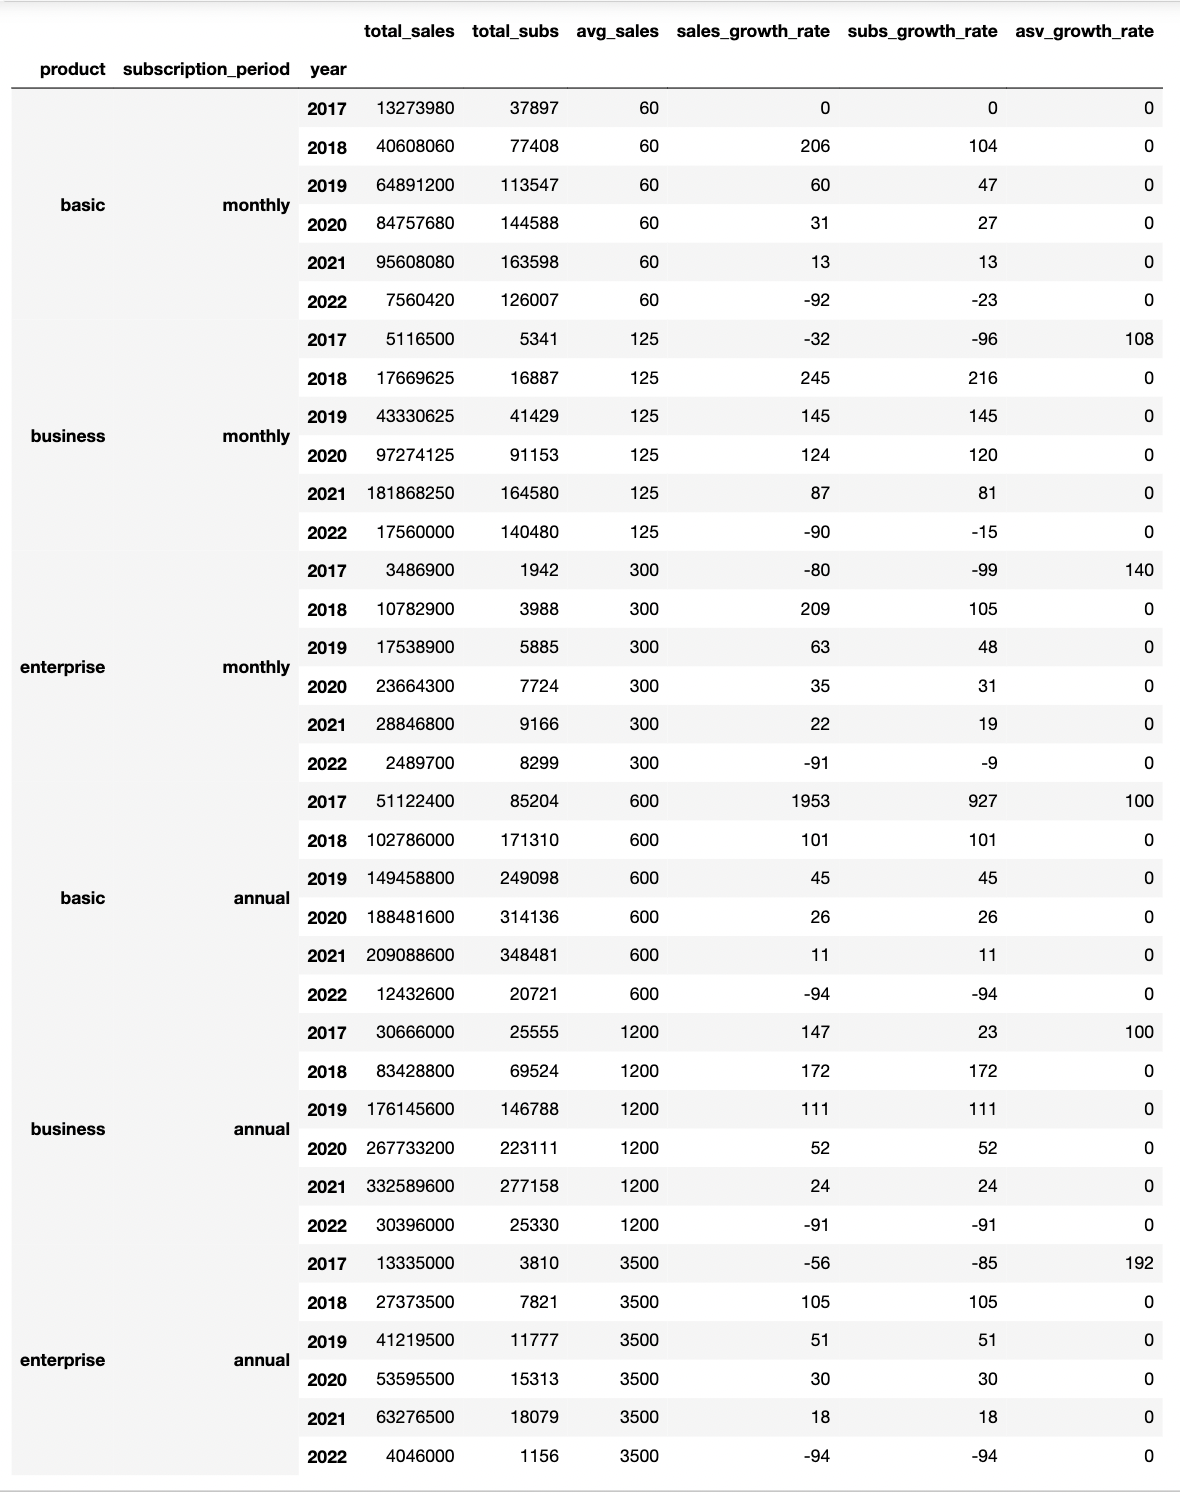 total_sales total_subs avg_sales sales_growth_rate subs_growth_rate asv_growth_rate
product subscription_period year
2017 13273980 37897 60 0 0 0
2018 40608060 77408 60 206 104 0
2019 64891200 113547 60 60 47 0
basic monthly
2020 84757680 144588 60 31 27 0
2021 95608080 163598 60 13 13 0
2022 7560420 126007 60 -92 -23 0
2017 5116500 5341 125 -32 -96 108
2018 17669625 16887 125 245 216 0
2019 43330625 41429 125 145 145 0
business monthly
2020 97274125 91153 125 124 120 0
2021 181868250 164580 125 87 81 0
2022 17560000 140480 125 -90 -15 0
2017 3486900 1942 300 -80 -99 140
2018 10782900 3988 300 209 105 0
2019 17538900 5885 300 63 48 0
enterprise monthly
2020 23664300 7724 300 35 31 0
2021 28846800 9166 300 22 19 0
2022 2489700 8299 300 -91 -9 0
2017 51122400 85204 600 1953 927 100
2018 102786000 171310 600 101 101 0
2019 149458800 249098 600 45 45 0
basic annual
2020 188481600 314136 600 26 26 0
2021 209088600 348481 600 11 11 0
2022 12432600 20721 600 -94 -94 0
2017 30666000 25555 1200 147 23 100
2018 83428800 69524 1200 172 172 0
2019 176145600 146788 1200 111 111 0
business annual
2020 267733200 223111 1200 52 52 0
2021 332589600 277158 1200 24 24 0
2022 30396000 25330 1200 -91 -91 0
2017 13335000 3810 3500 -56 -85 192
2018 27373500 7821 3500 105 105 0
2019 41219500 11777 3500 51 51 0
enterprise annual
2020 53595500 15313 3500 30 30 0
2021 63276500 18079 3500 18 18 0
2022 4046000 1156 3500 -94 -94 0